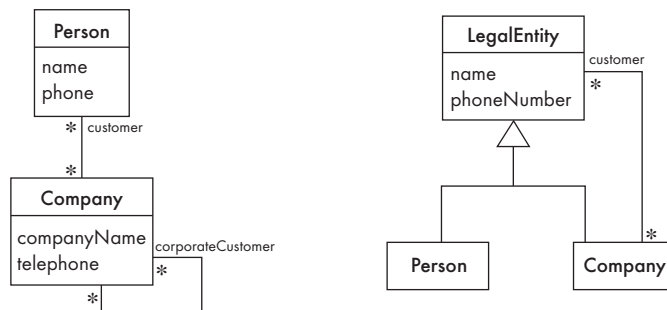 Person
name
phone
*
customer
*
Company
companyName
telephone
corporateCustomer
*
*
LegalEntity
name
phoneNumber
customer
*
*
Person
Company